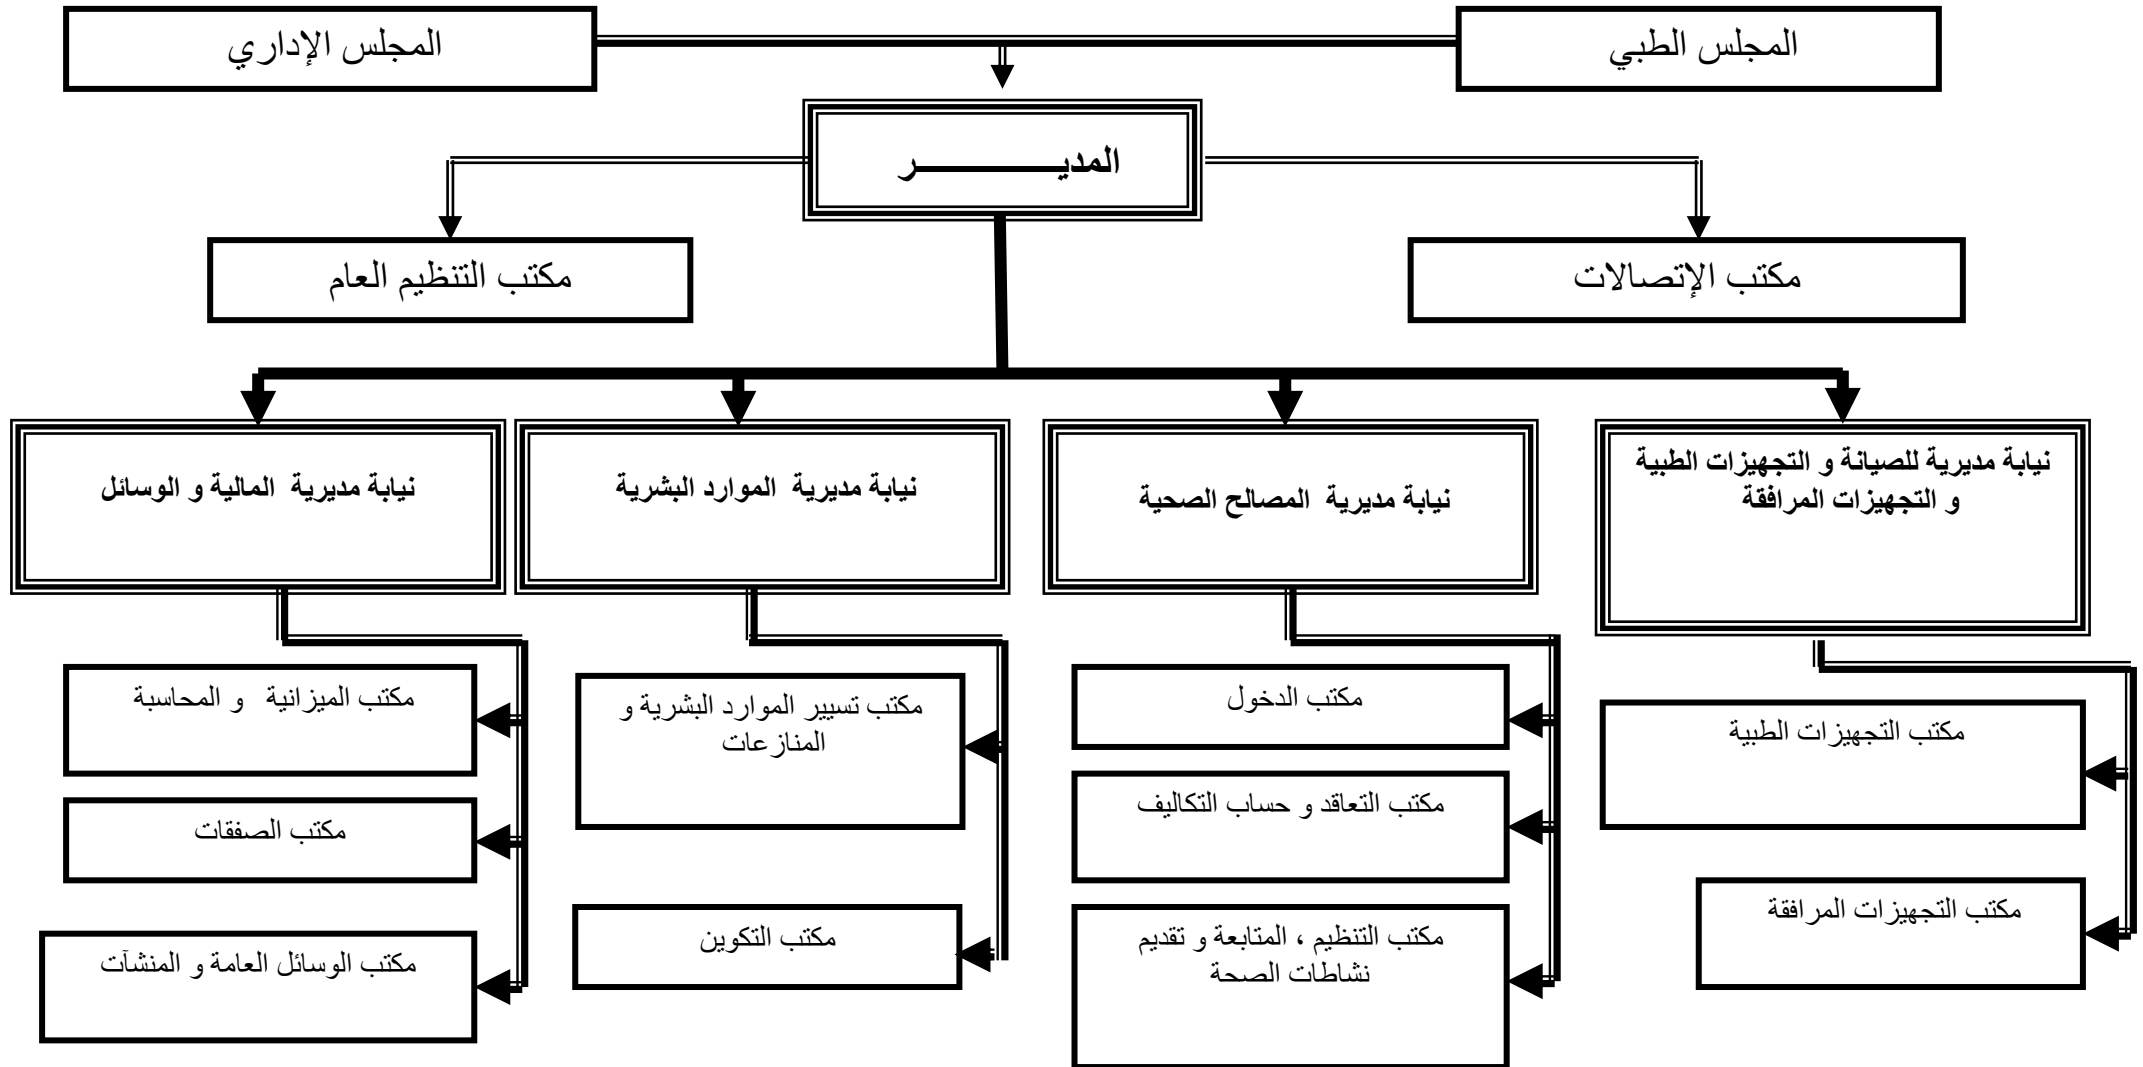 المجلس الطبي
المجلس الإداري
المديــــــــــــر
مكتب الإتصالات
مكتب التنظيم العام
نيابة مديرية للصيانة و التجهيزات الطبية
و التجهيزات المرافقة
نيابة مديرية المصالح الصحية
نيابة مديرية الموارد البشرية
نيابة مديرية المالية و الوسائل
مكتب التجهيزات الطبية
مكتب التجهيزات المرافقة
مكتب الدخول
مكتب التعاقد و حساب التكاليف
مكتب التنظيم ، المتابعة و تقديم
نشاطات الصحة
مكتب تسيير الموارد البشرية و
المنازعات
مكتب التكوين
مكتب الميزانية و المحاسبة
مكتب الصفقات
مكتب الوسائل العامة و المنشآت